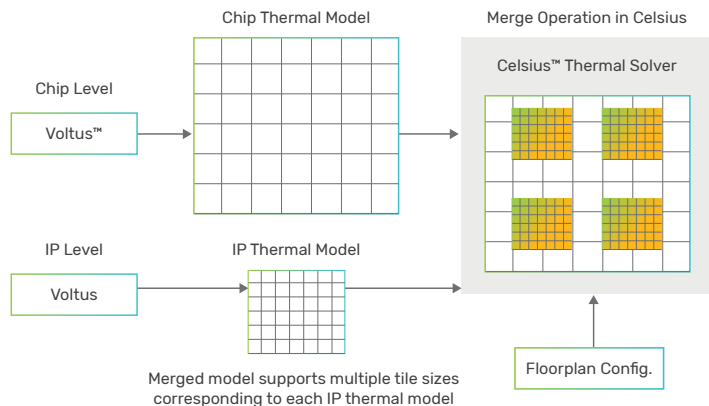 Chip Thermal Model
Merge Operation in Celsius
Celsius™ Thermal Solver
Chip Level
Voltus™
IP Level
IP Thermal Model
Voltus
Floorplan Config.
Merged model supports multiple tile sizes
corresponding to each IP thermal model